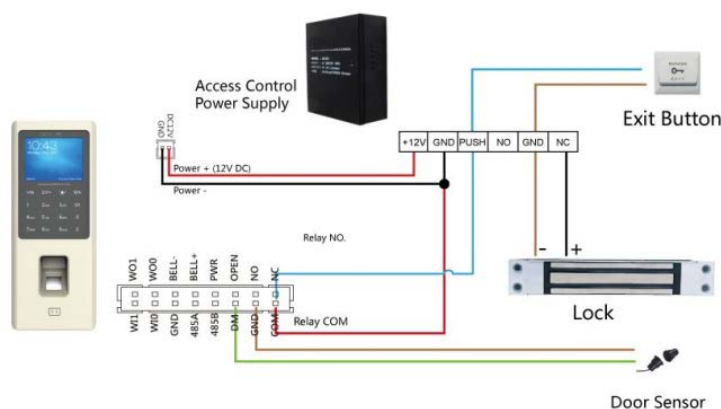 Access Control
Power Supply
Exit Button
GND
DC12V
+12V GND PUSH NO GND NC
Power + (12V DC)
Power -
10:43
Relay NO.
- +
WO1 WO0 BELL- BELL+ PWR OPEN NO NC
WI1 WI0 GND 485A 485B DM GND COM
Relay COM
Lock
Door Sensor